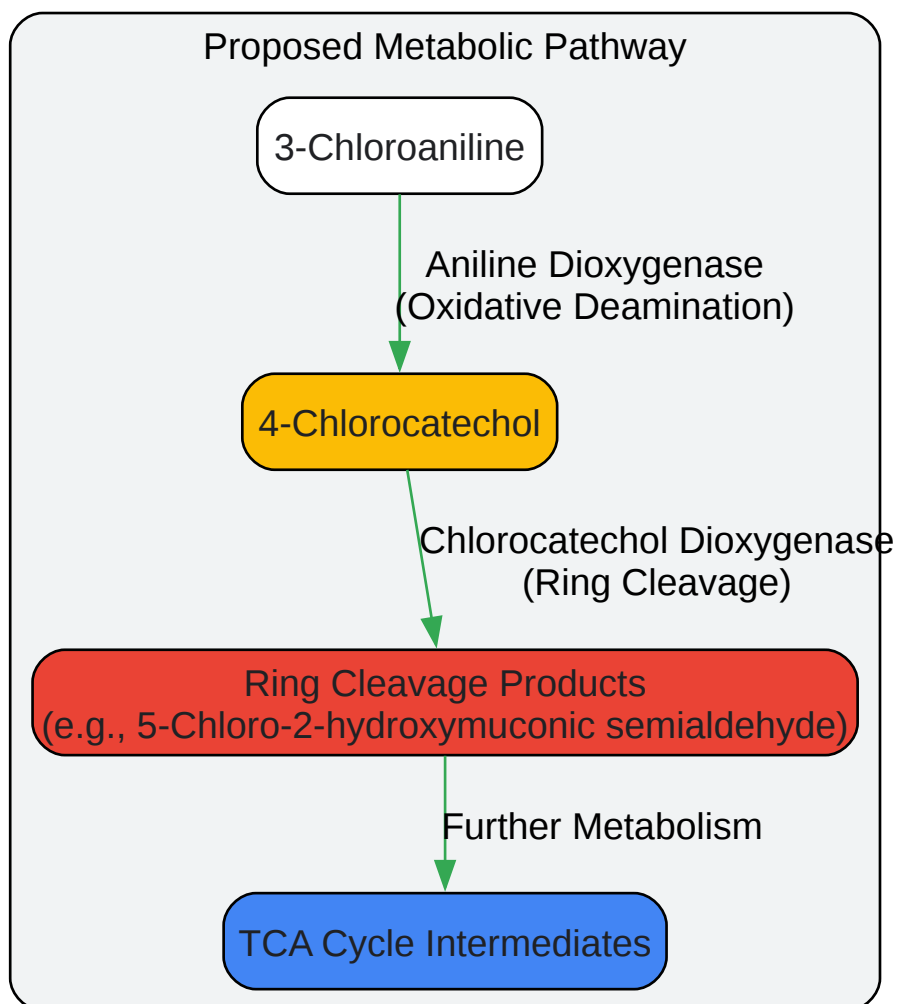 Proposed Metabolic Pathway
3-Chloroaniline
Aniline Dioxygenase
(Oxidative Deamination)
4-Chlorocatechol
Chlorocatechol Dioxygenase
(Ring Cleavage)
Ring Cleavage Products
(e.g., 5-Chloro-2-hydroxymuconic semialdehyde)
Further Metabolism
TCA Cycle Intermediates